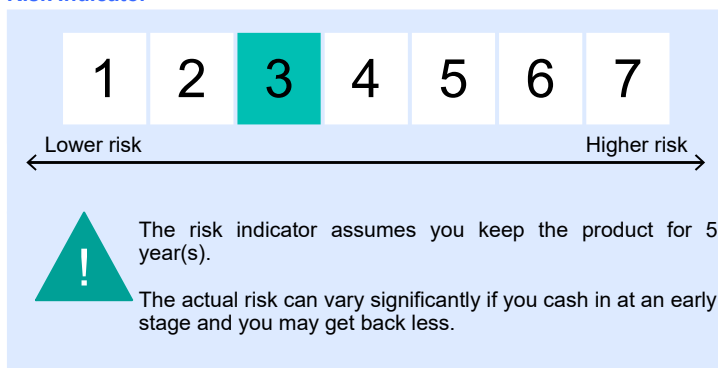 Risk Indicator
1 2 3 4 5 6 7
Lower risk Higher risk
!
The risk indicator assumes you keep the product for 5
year(s).
The actual risk can vary significantly if you cash in at an early
stage and you may get back less.